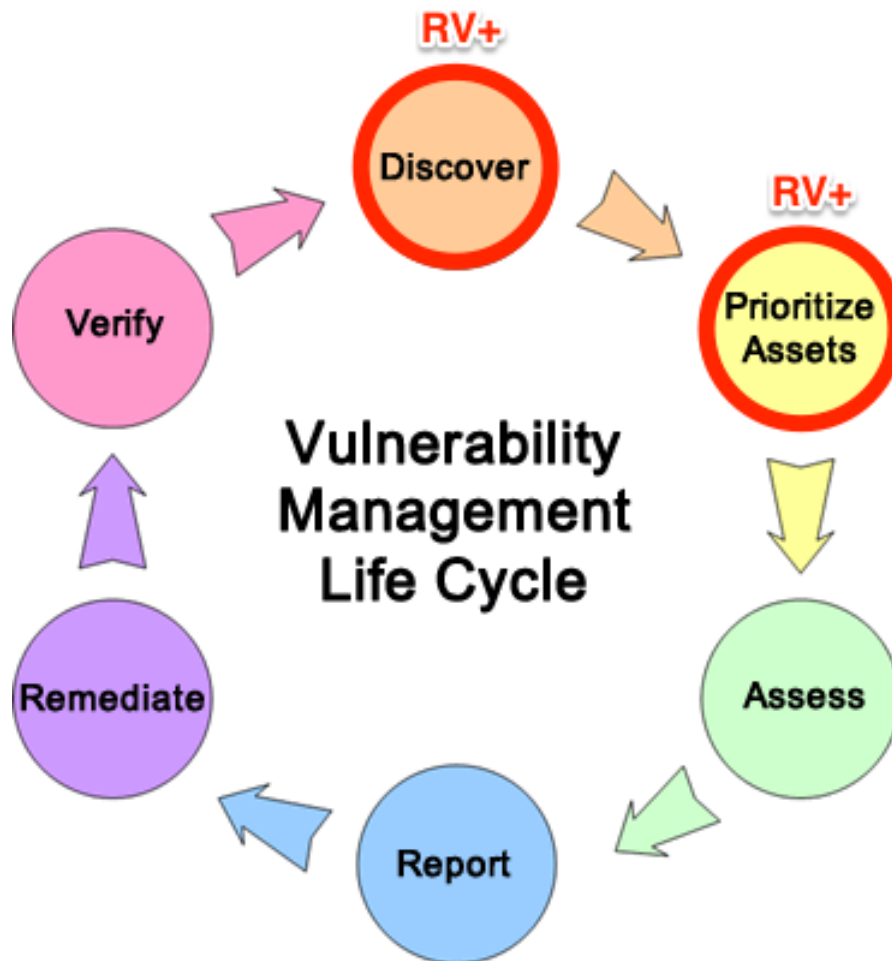 RV+
Discover
RV+
Prioritize
Assets
Verify
Vulnerability
Management
Life Cycle
Assess
Remediate
Report